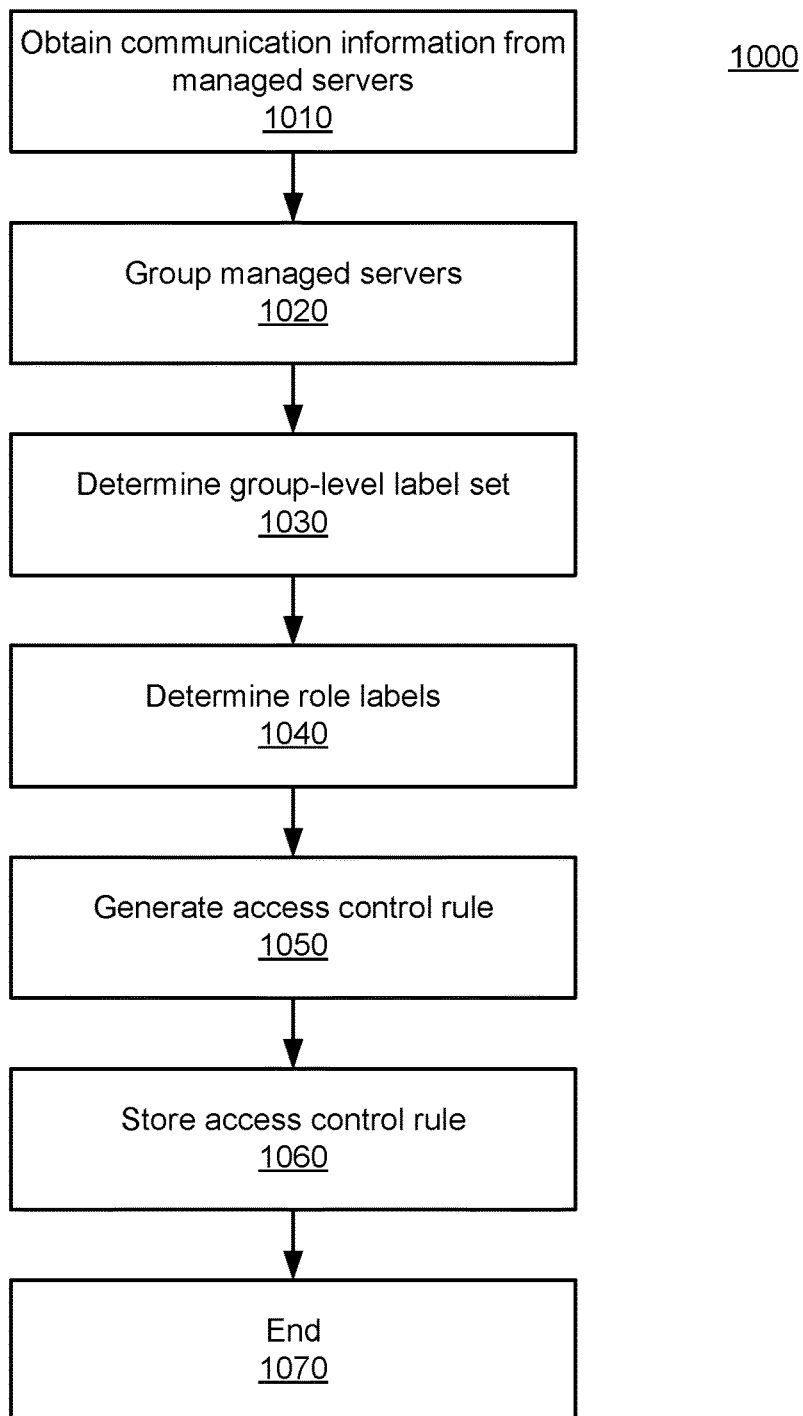 Obtain communication information from
managed servers
1010
1000
Group managed servers
1020
Determine group-level label set
1030
Determine role labels
1040
Generate access control rule
1050
Store access control rule
1060
End
1070